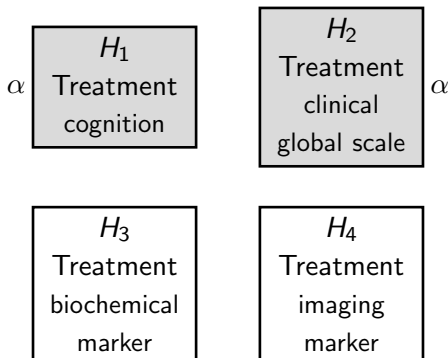 α
H₁
Treatment
cognition
H₂
Treatment
clinical
global scale
α
H₃
Treatment
biochemical
marker
H₄
Treatment
imaging
marker